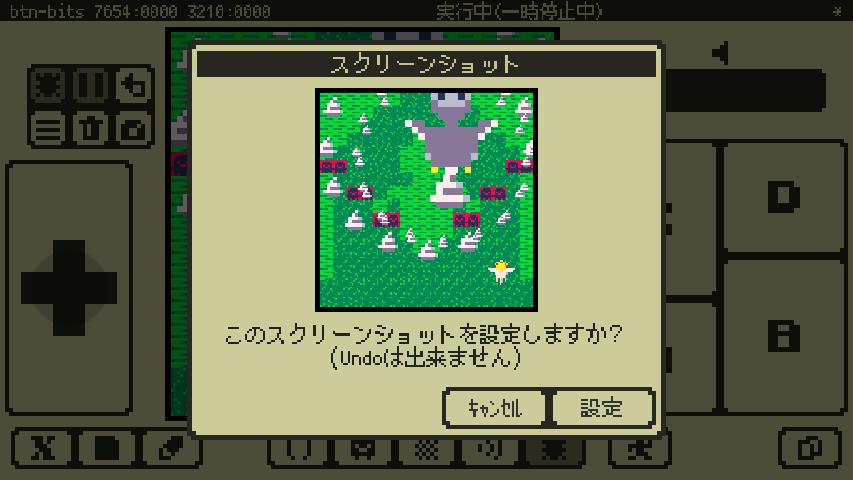 btn-bits 7654:0000 3210:0000
実行中(一時停止中)
*
スクリーンショット
このスクリーンショットを設定しますか?
(Undoは出来ません)
ｷｬﾝｾﾙ
設定
D
B
X